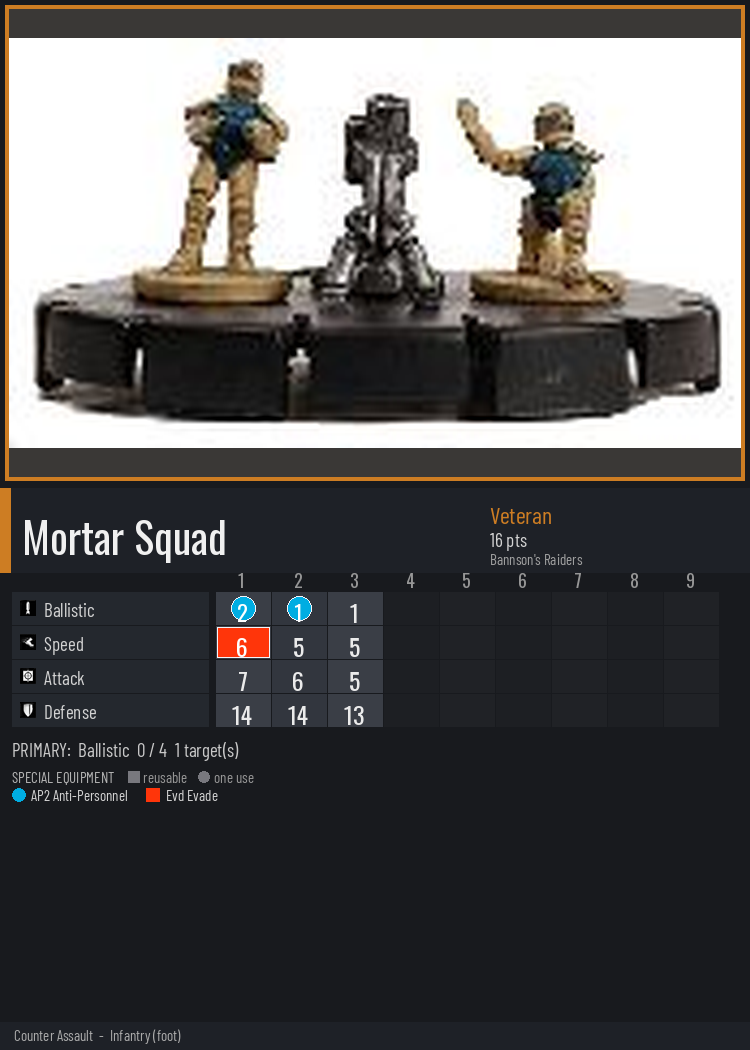 Mortar Squad
Veteran
16 pts
Bannson's Raiders
1 2 3 4 5 6 7 8 9
Ballistic 2 1 1
Speed 6 5 5
Attack 7 6 5
Defense 14 14 13
PRIMARY: Ballistic 0 / 4 1 target(s)
SPECIAL EQUIPMENT reusable one use
AP2 Anti-Personnel Evd Evade
Counter Assault - Infantry (foot)